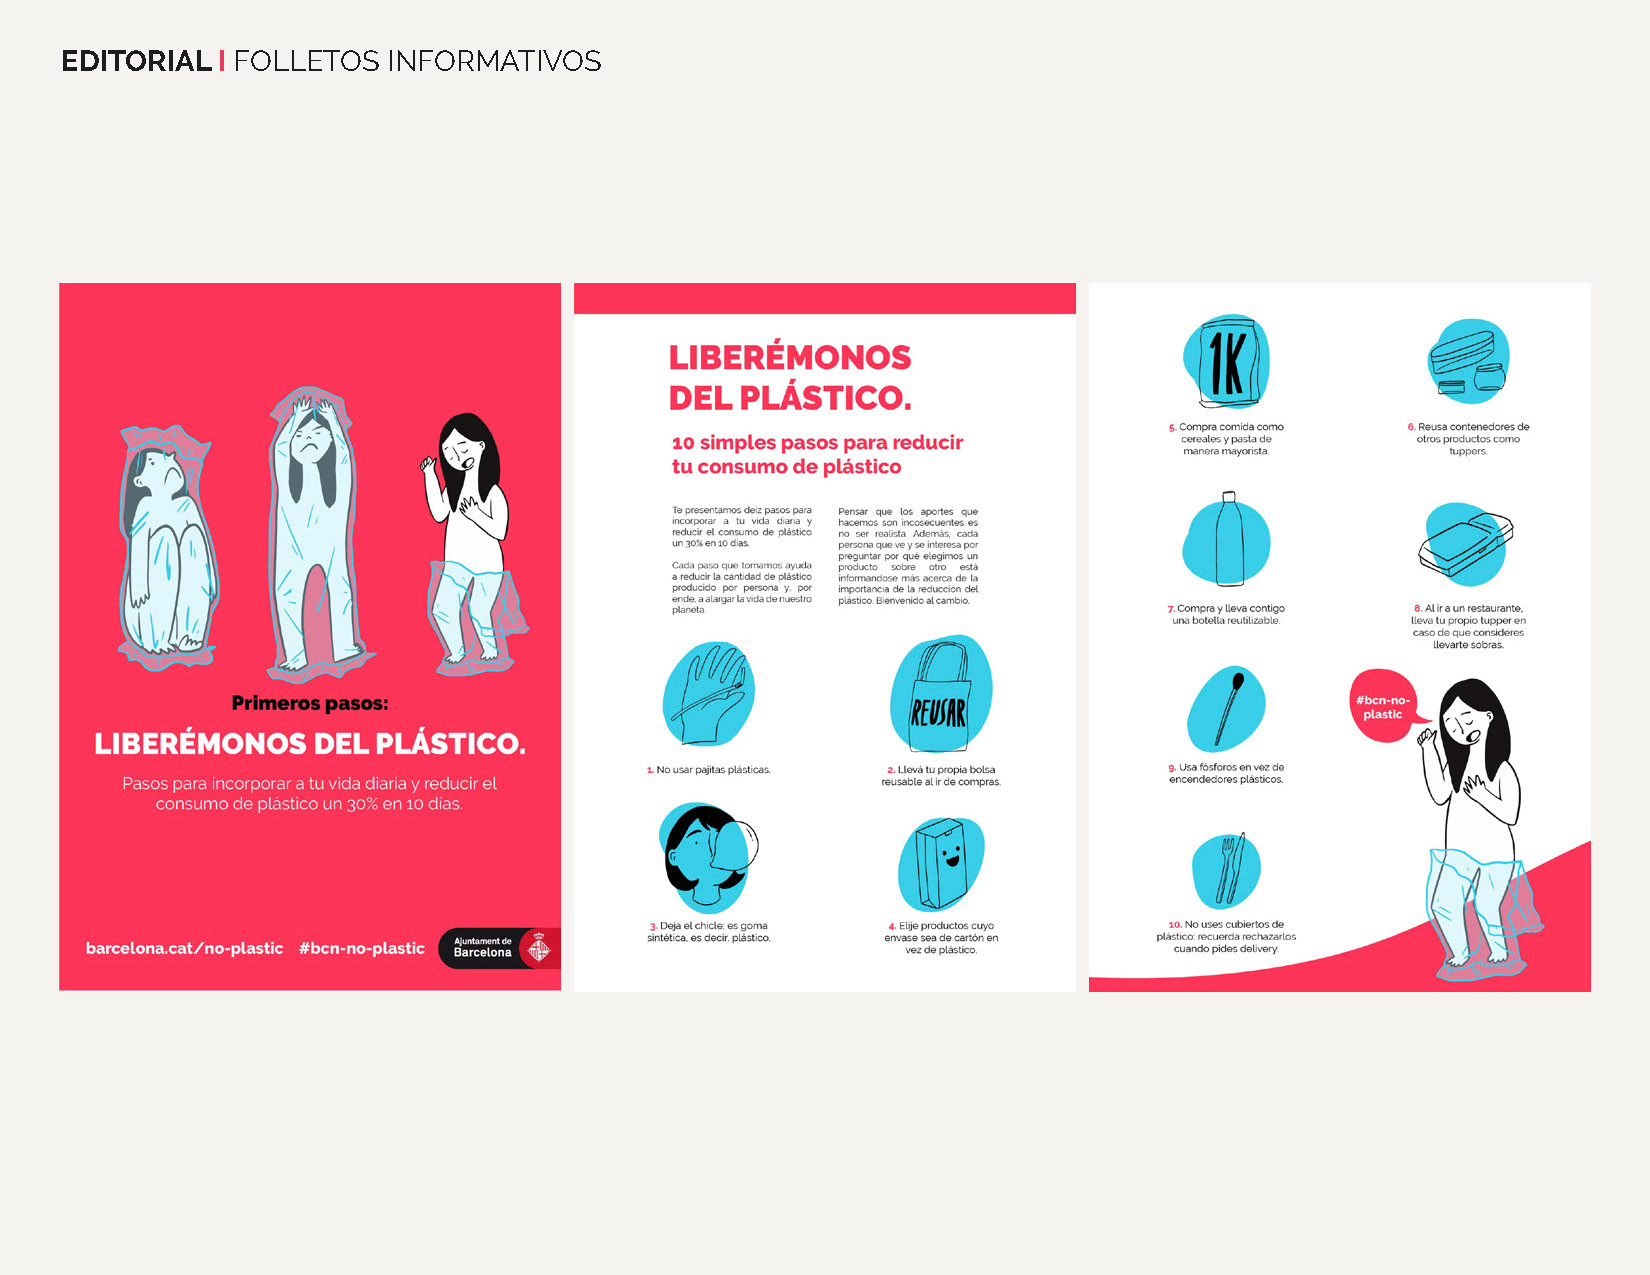 EDITORIAL | FOLLETOS INFORMATIVOS
Primeros pasos:
LIBERÉMONOS DEL PLÁSTICO.
Pasos para incorporar a tu vida diaria y reducir el
consumo de plástico un 30% en 10 días.
barcelona.cat/no-plastic #bcn-no-plastic
Ajuntament de
Barcelona
LIBERÉMONOS
DEL PLÁSTICO.
10 simples pasos para reducir
tu consumo de plástico
Te presentamos deiz pasos para
incorporar a tu vida diaria y
reducir el consumo de plástico
un 30% en 10 días.
Cada paso que tomamos ayuda
a reducir la cantidad de plástico
producido por persona y, por
ende, a alargar la vida de nuestro
planeta.
Pensar que los aportes que
hacemos son incosecuentes es
no ser realista. Además, cada
persona que ve y se interesa por
preguntar por qué elegimos un
producto sobre otro está
informandose más acerca de la
importancia de la reducción del
plástico. Bienvenido al cambio.
1. No usar pajitas plásticas.
REUSAR
2. Llevá tu propia bolsa
reusable al ir de compras.
3. Deja el chicle: es goma
sintética, es decir, plástico.
4. Elije productos cuyo
envase sea de cartón en
vez de plástico.
1K
5. Compra comida como
cereales y pasta de
manera mayorista.
6. Reusa contenedores de
otros productos como
tuppers.
7. Compra y lleva contigo
una botella reutilizable.
8. Al ir a un restaurante,
lleva tu propio tupper en
caso de que consideres
llevarte sobras.
9. Usa fósforos en vez de
encendedores plásticos.
#bcn-no-
plastic
10. No uses cubiertos de
plástico: recuerda rechazarlos
cuando pides delivery.